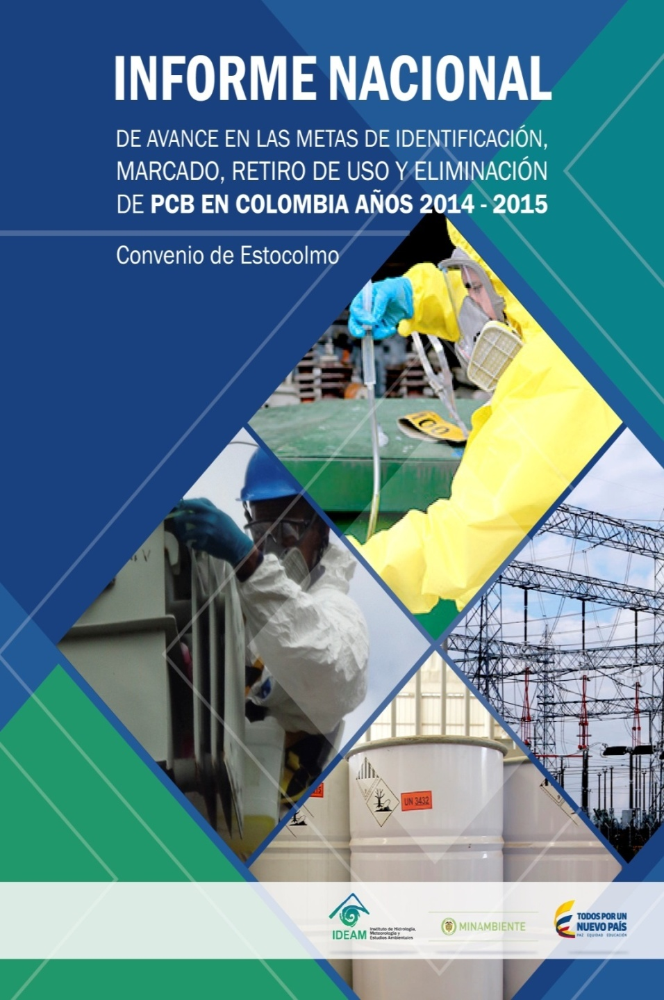 INFORME NACIONAL
DE AVANCE EN LAS METAS DE IDENTIFICACIÓN,
MARCADO, RETIRO DE USO Y ELIMINACIÓN
DE PCB EN COLOMBIA AÑOS 2014 - 2015
Convenio de Estocolmo
UN 3432
IDEAM
Instituto de Hidrología,
Meteorología y
Estudios Ambientales
MINAMBIENTE
TODOS POR UN
NUEVO PAÍS
PAZ EQUIDAD EDUCACIÓN